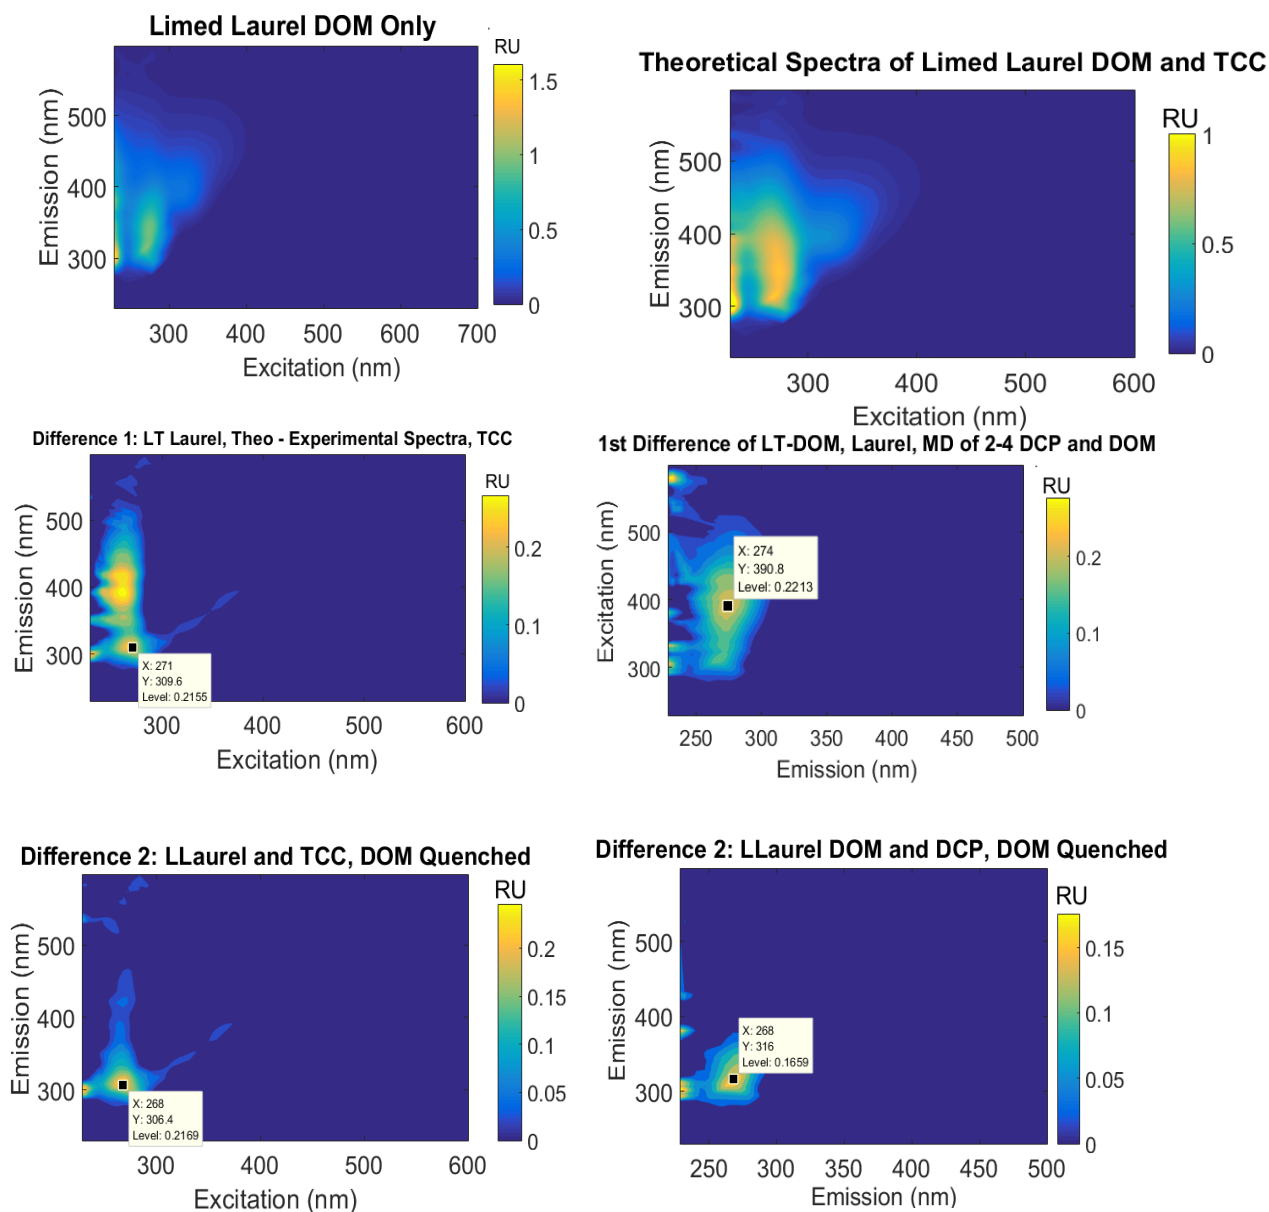 Limed Laurel DOM Only
RU
1.5
1
0.5
0
500
400
300
Emission (nm)
300 400 500 600 700
Excitation (nm)
Theoretical Spectra of Limed Laurel DOM and TCC
RU
1
0.5
0
500
400
300
Emission (nm)
300 400 500 600
Excitation (nm)
Difference 1: LT Laurel, Theo - Experimental Spectra, TCC
RU
0.2
0.1
0
500
400
300
Emission (nm)
X: 271
Y: 309.6
Level: 0.2155
300 400 500 600
Excitation (nm)
1st Difference of LT-DOM, Laurel, MD of 2-4 DCP and DOM
RU
0.2
0.1
0
500
400
300
Excitation (nm)
X: 274
Y: 390.8
Level: 0.2213
250 300 350 400 450 500
Emission (nm)
Difference 2: LLaurel and TCC, DOM Quenched
RU
0.2
0.15
0.1
0.05
0
500
400
300
Emission (nm)
X: 268
Y: 306.4
Level: 0.2169
300 400 500 600
Excitation (nm)
Difference 2: LLaurel DOM and DCP, DOM Quenched
RU
0.15
0.1
0.05
0
500
400
300
Emission (nm)
X: 268
Y: 316
Level: 0.1659
250 300 350 400 450 500
Emission (nm)